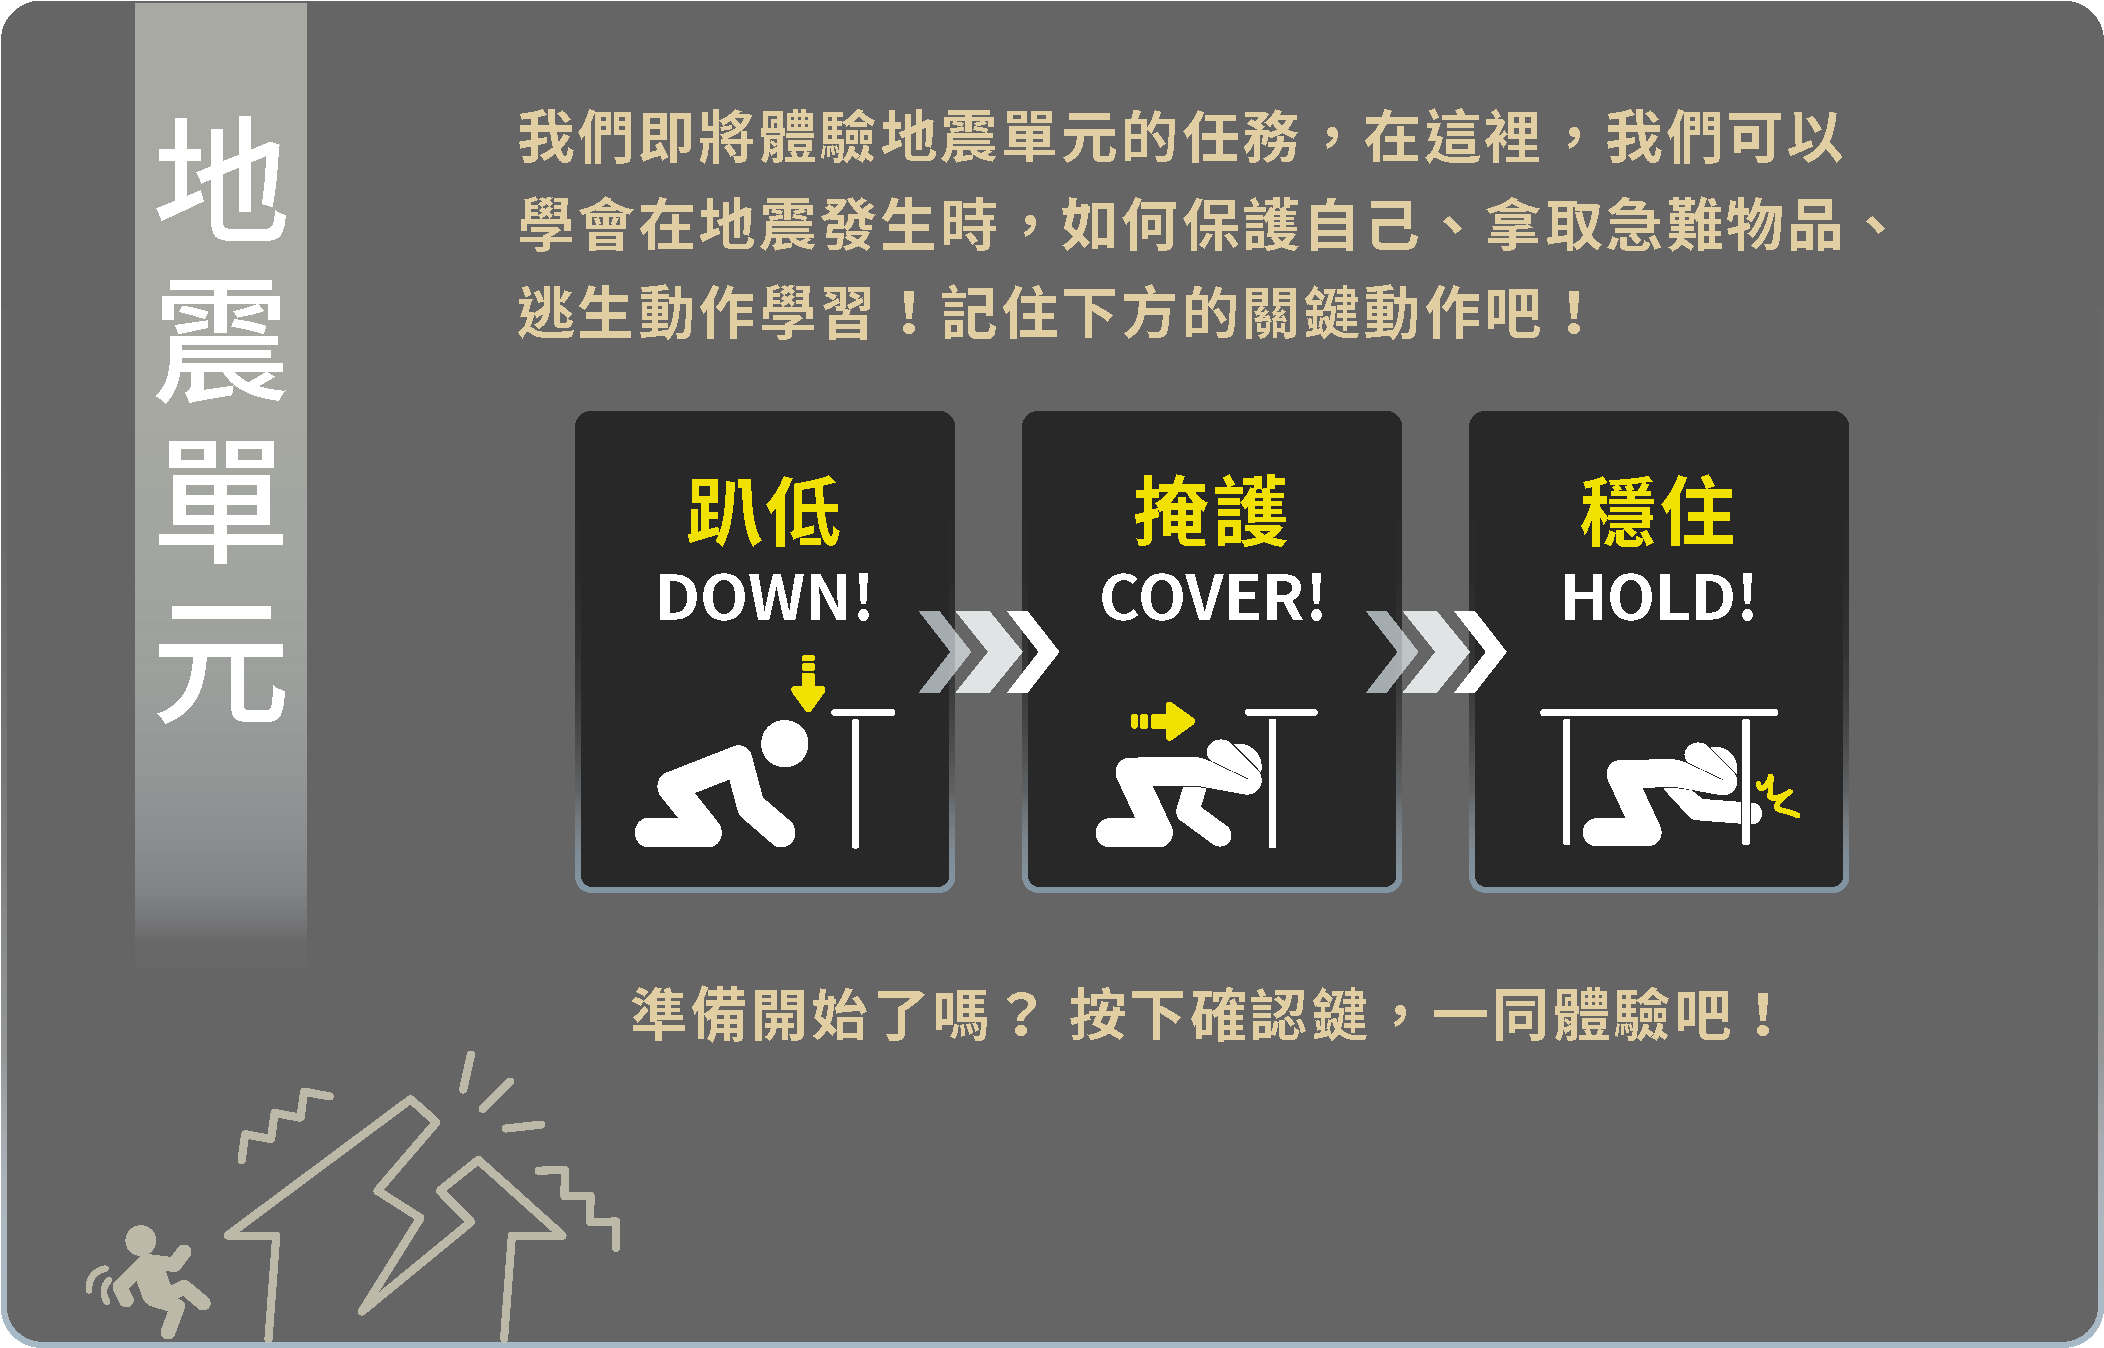 地震單元
我們即將體驗地震單元的任務，在這裡，我們可以
學會在地震發生時，如何保護自己、拿取急難物品、
逃生動作學習！記住下方的關鍵動作吧！
趴低
DOWN!
掩護
COVER!
穩住
HOLD!
準備開始了嗎？ 按下確認鍵，一同體驗吧！